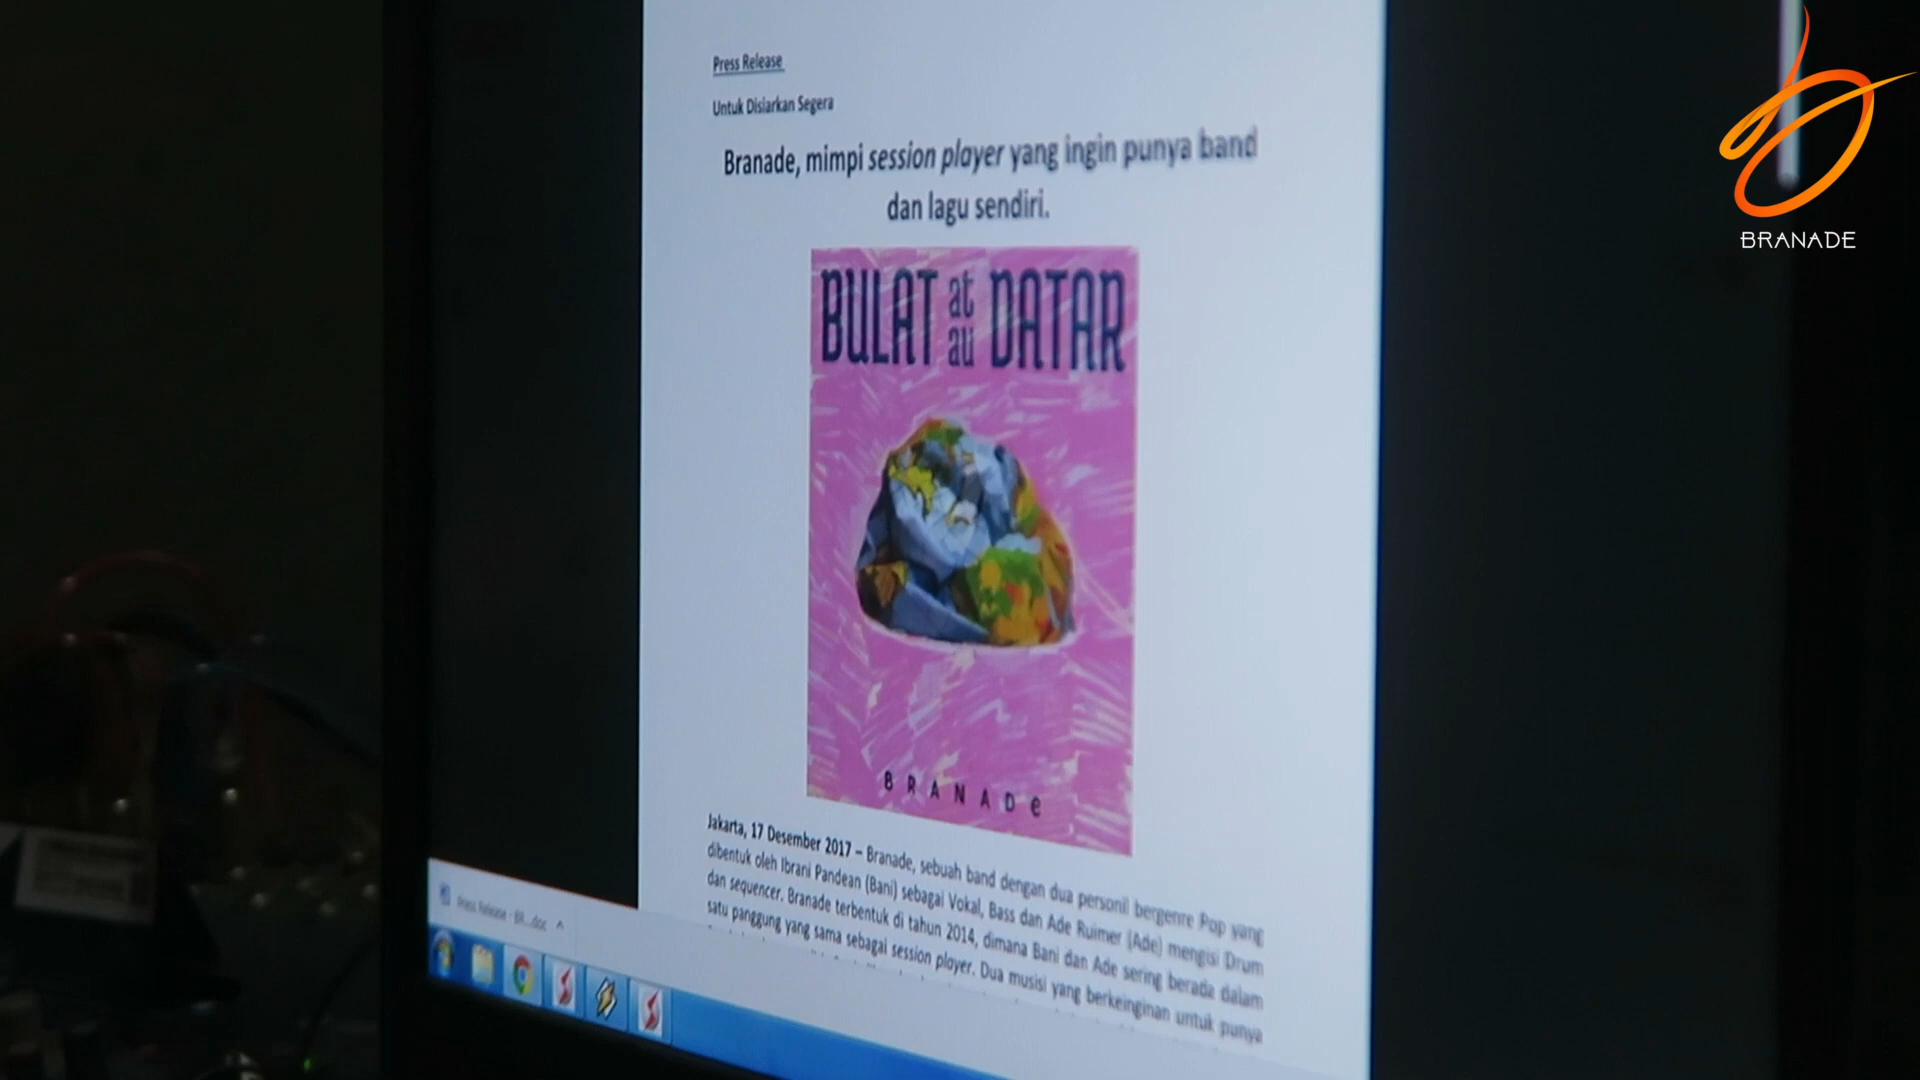 Press Release
Untuk Disiarkan Segera
Branade, mimpi session player yang ingin punya band
dan lagu sendiri.
BULAT at au DATAR
BRANADe
Jakarta, 17 Desember 2017 – Branade, sebuah band dengan dua personil bergenre Pop yang
dibentuk oleh Ibrani Pandean (Bani) sebagai Vokal, Bass dan Ade Ruimer (Ade) mengisi Drum
dan sequencer. Branade terbentuk di tahun 2014, dimana Bani dan Ade sering berada dalam
satu panggung yang sama sebagai session player. Dua musisi yang berkeinginan untuk punya
Press Release - BR....doc
BRANADE